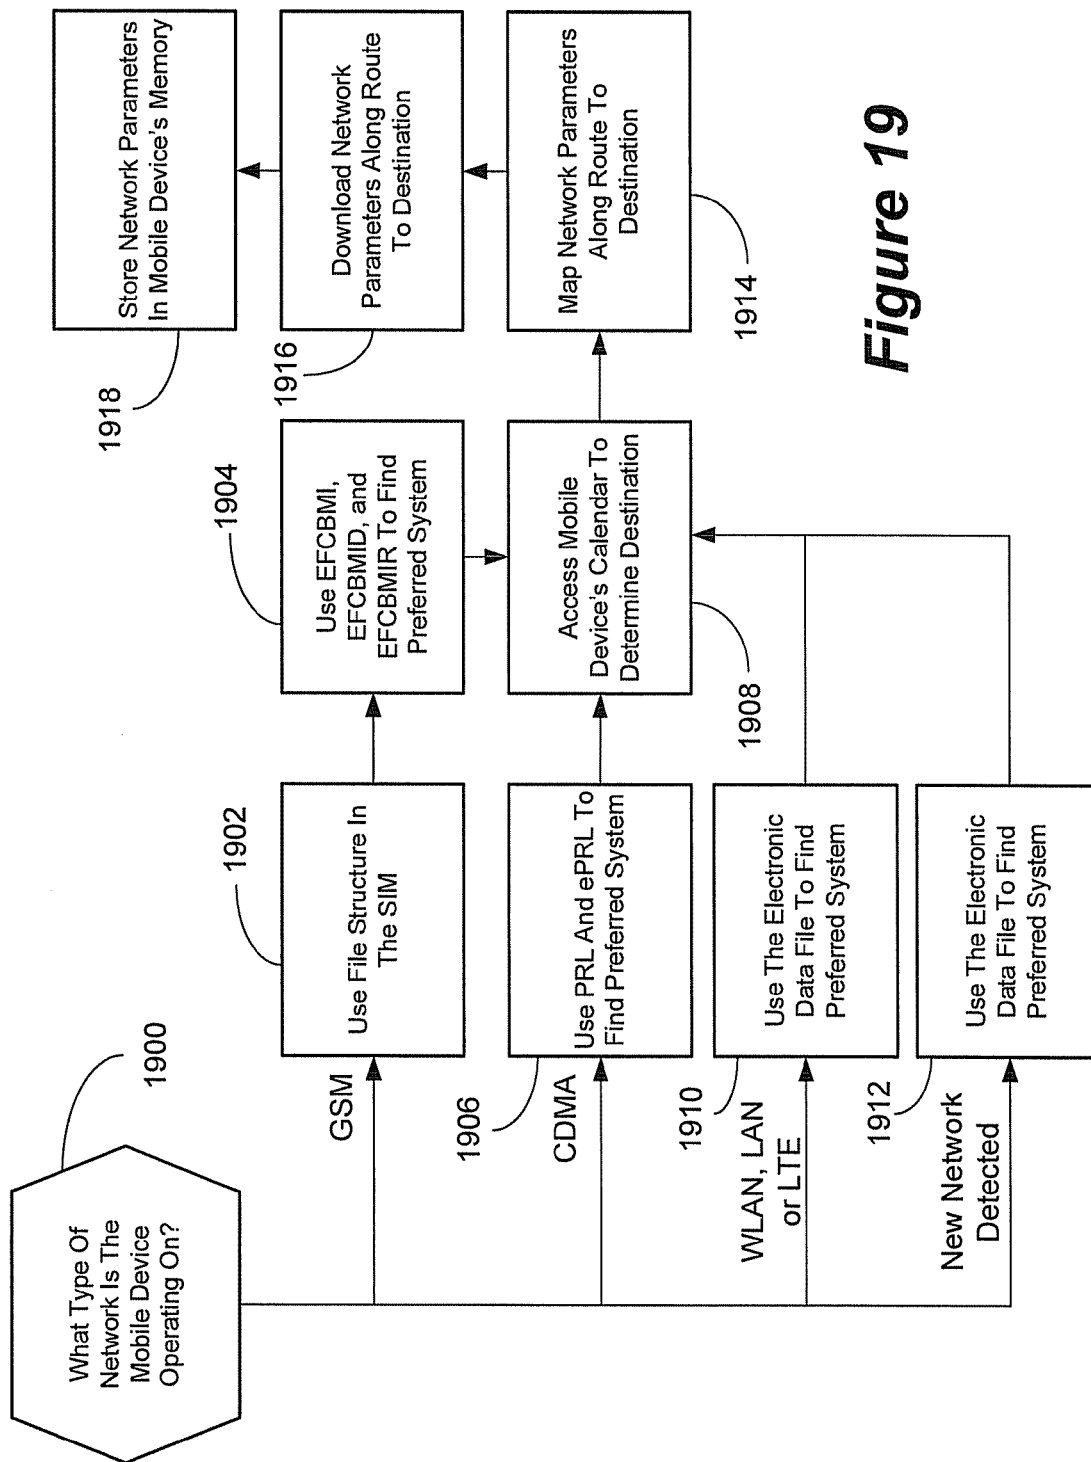 What Type Of
Network Is The
Mobile Device
Operating On?
1900
GSM
Use File Structure In
The SIM
1902
Use EFCBMI,
EFCBMID, and
EFCBMIR To Find
Preferred System
1904
CDMA
Use PRL And ePRL To
Find Preferred System
1906
Access Mobile
Device's Calendar To
Determine Destination
1908
WLAN, LAN
or LTE
Use The Electronic
Data File To Find
Preferred System
1910
New Network
Detected
Use The Electronic
Data File To Find
Preferred System
1912
Map Network Parameters
Along Route To
Destination
1914
Download Network
Parameters Along Route
To Destination
1916
Store Network Parameters
In Mobile Device's Memory
1918
Figure 19